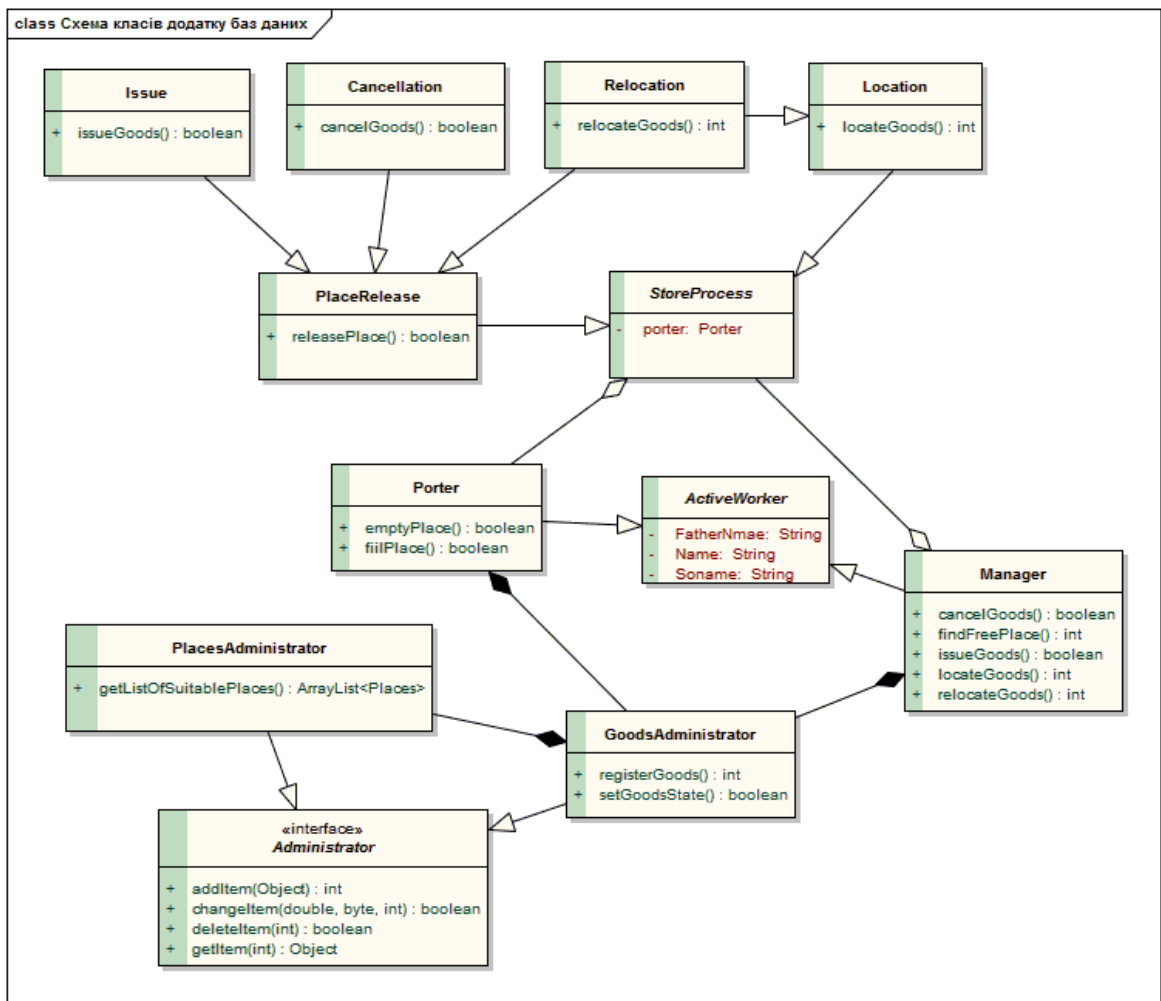 class Схема класів додатку баз даних
Issue
+ issueGoods() : boolean
Cancellation
+ cancelGoods() : boolean
Relocation
+ relocateGoods() : int
Location
+ locateGoods() : int
PlaceRelease
+ releasePlace() : boolean
StoreProcess
- porter: Porter
Porter
+ emptyPlace() : boolean
+ fiilPlace() : boolean
ActiveWorker
- FatherNmae: String
- Name: String
- Soname: String
Manager
+ cancelGoods() : boolean
+ findFreePlace() : int
+ issueGoods() : boolean
+ locateGoods() : int
+ relocateGoods() : int
PlacesAdministrator
+ getListOfSuitablePlaces() : ArrayList<Places>
GoodsAdministrator
+ registerGoods() : int
+ setGoodsState() : boolean
«interface»
Administrator
+ addItem(Object) : int
+ changeItem(double, byte, int) : boolean
+ deleteItem(int) : boolean
+ getItem(int) : Object